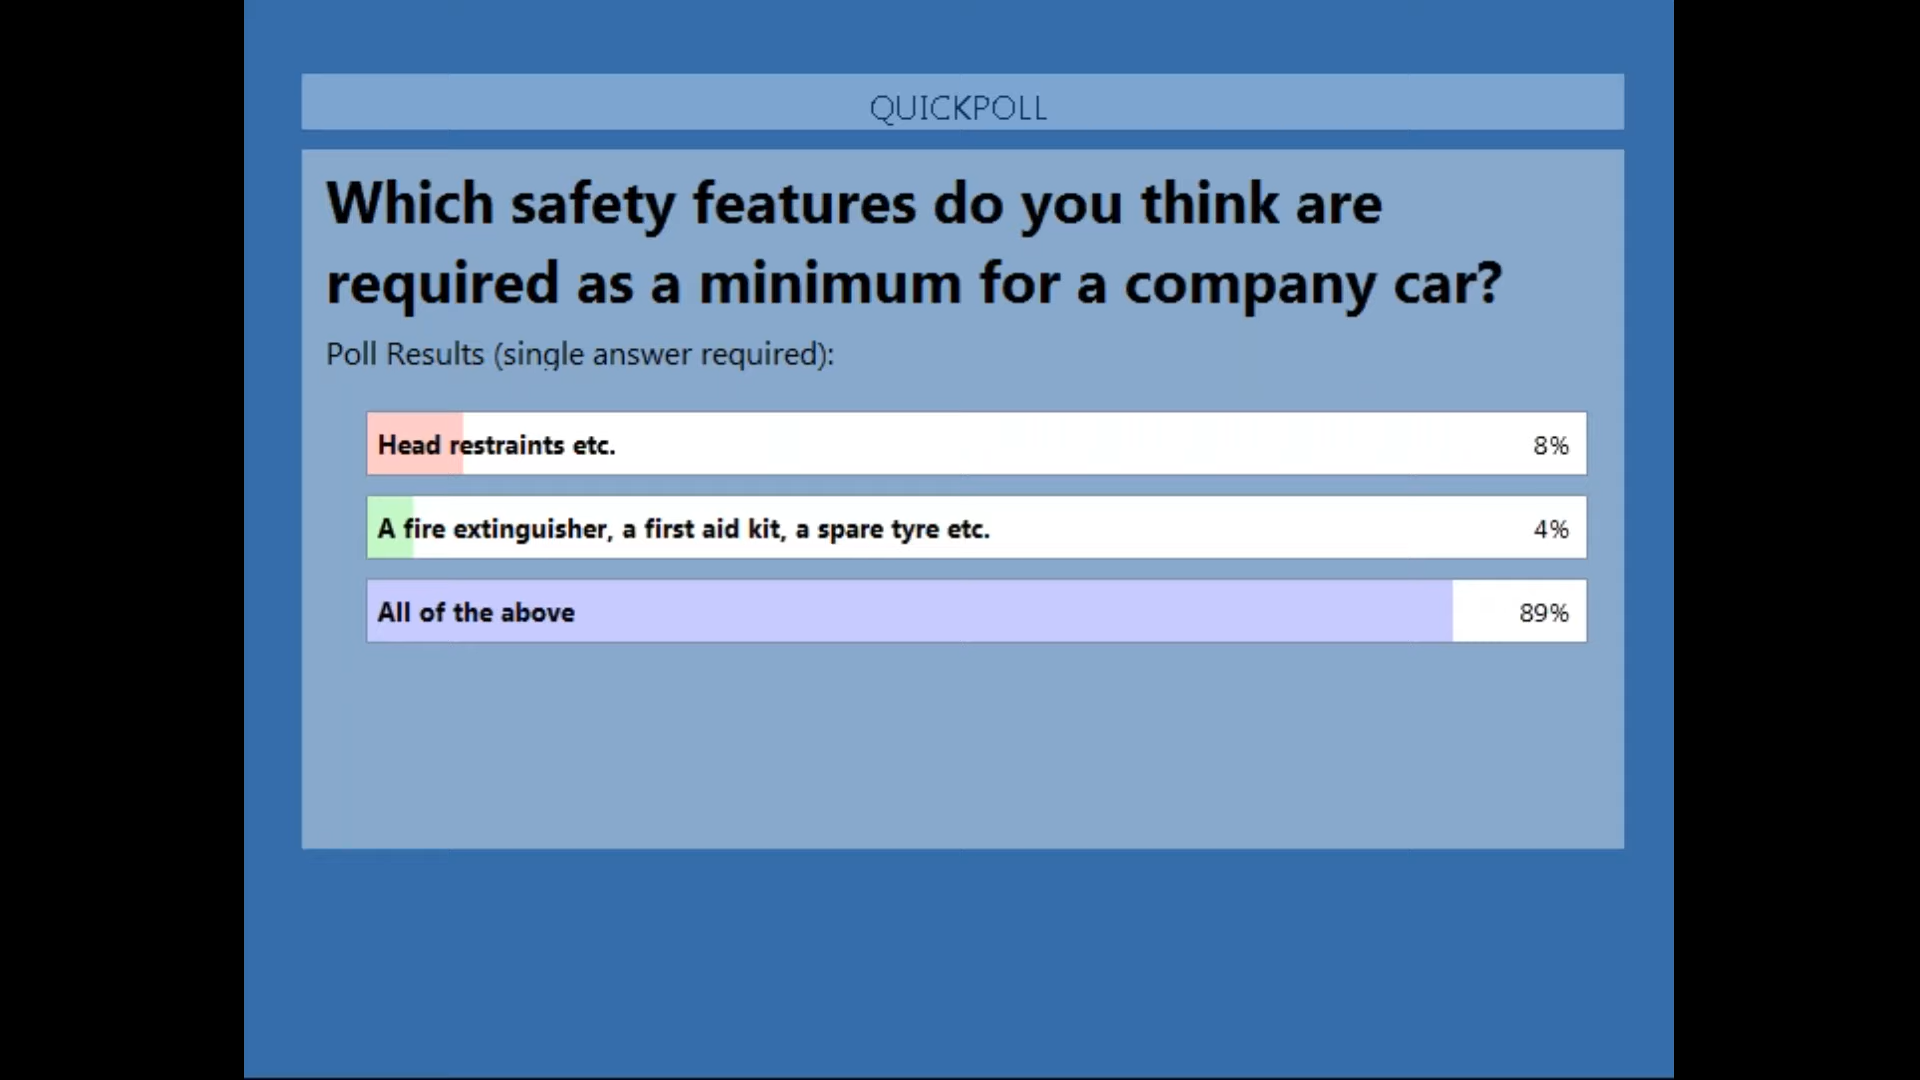 QUICKPOLL
Which safety features do you think are
required as a minimum for a company car?
Poll Results (single answer required):
Head restraints etc. 8%
A fire extinguisher, a first aid kit, a spare tyre etc. 4%
All of the above 89%